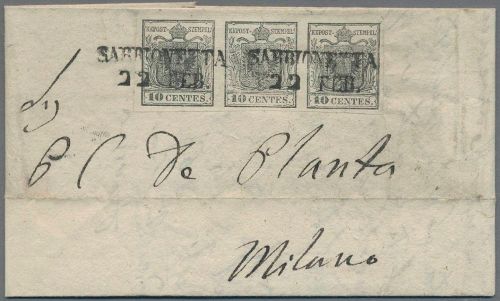 KKPOST-STEMPEL KKPOST-STEMPEL KKPOST-STEMPEL
SABBIONETTA SABBIONETTA
22 FEB. 22 FEB.
10 CENTES. 10 CENTES. 10 CENTES.
P C De Planta
Milano